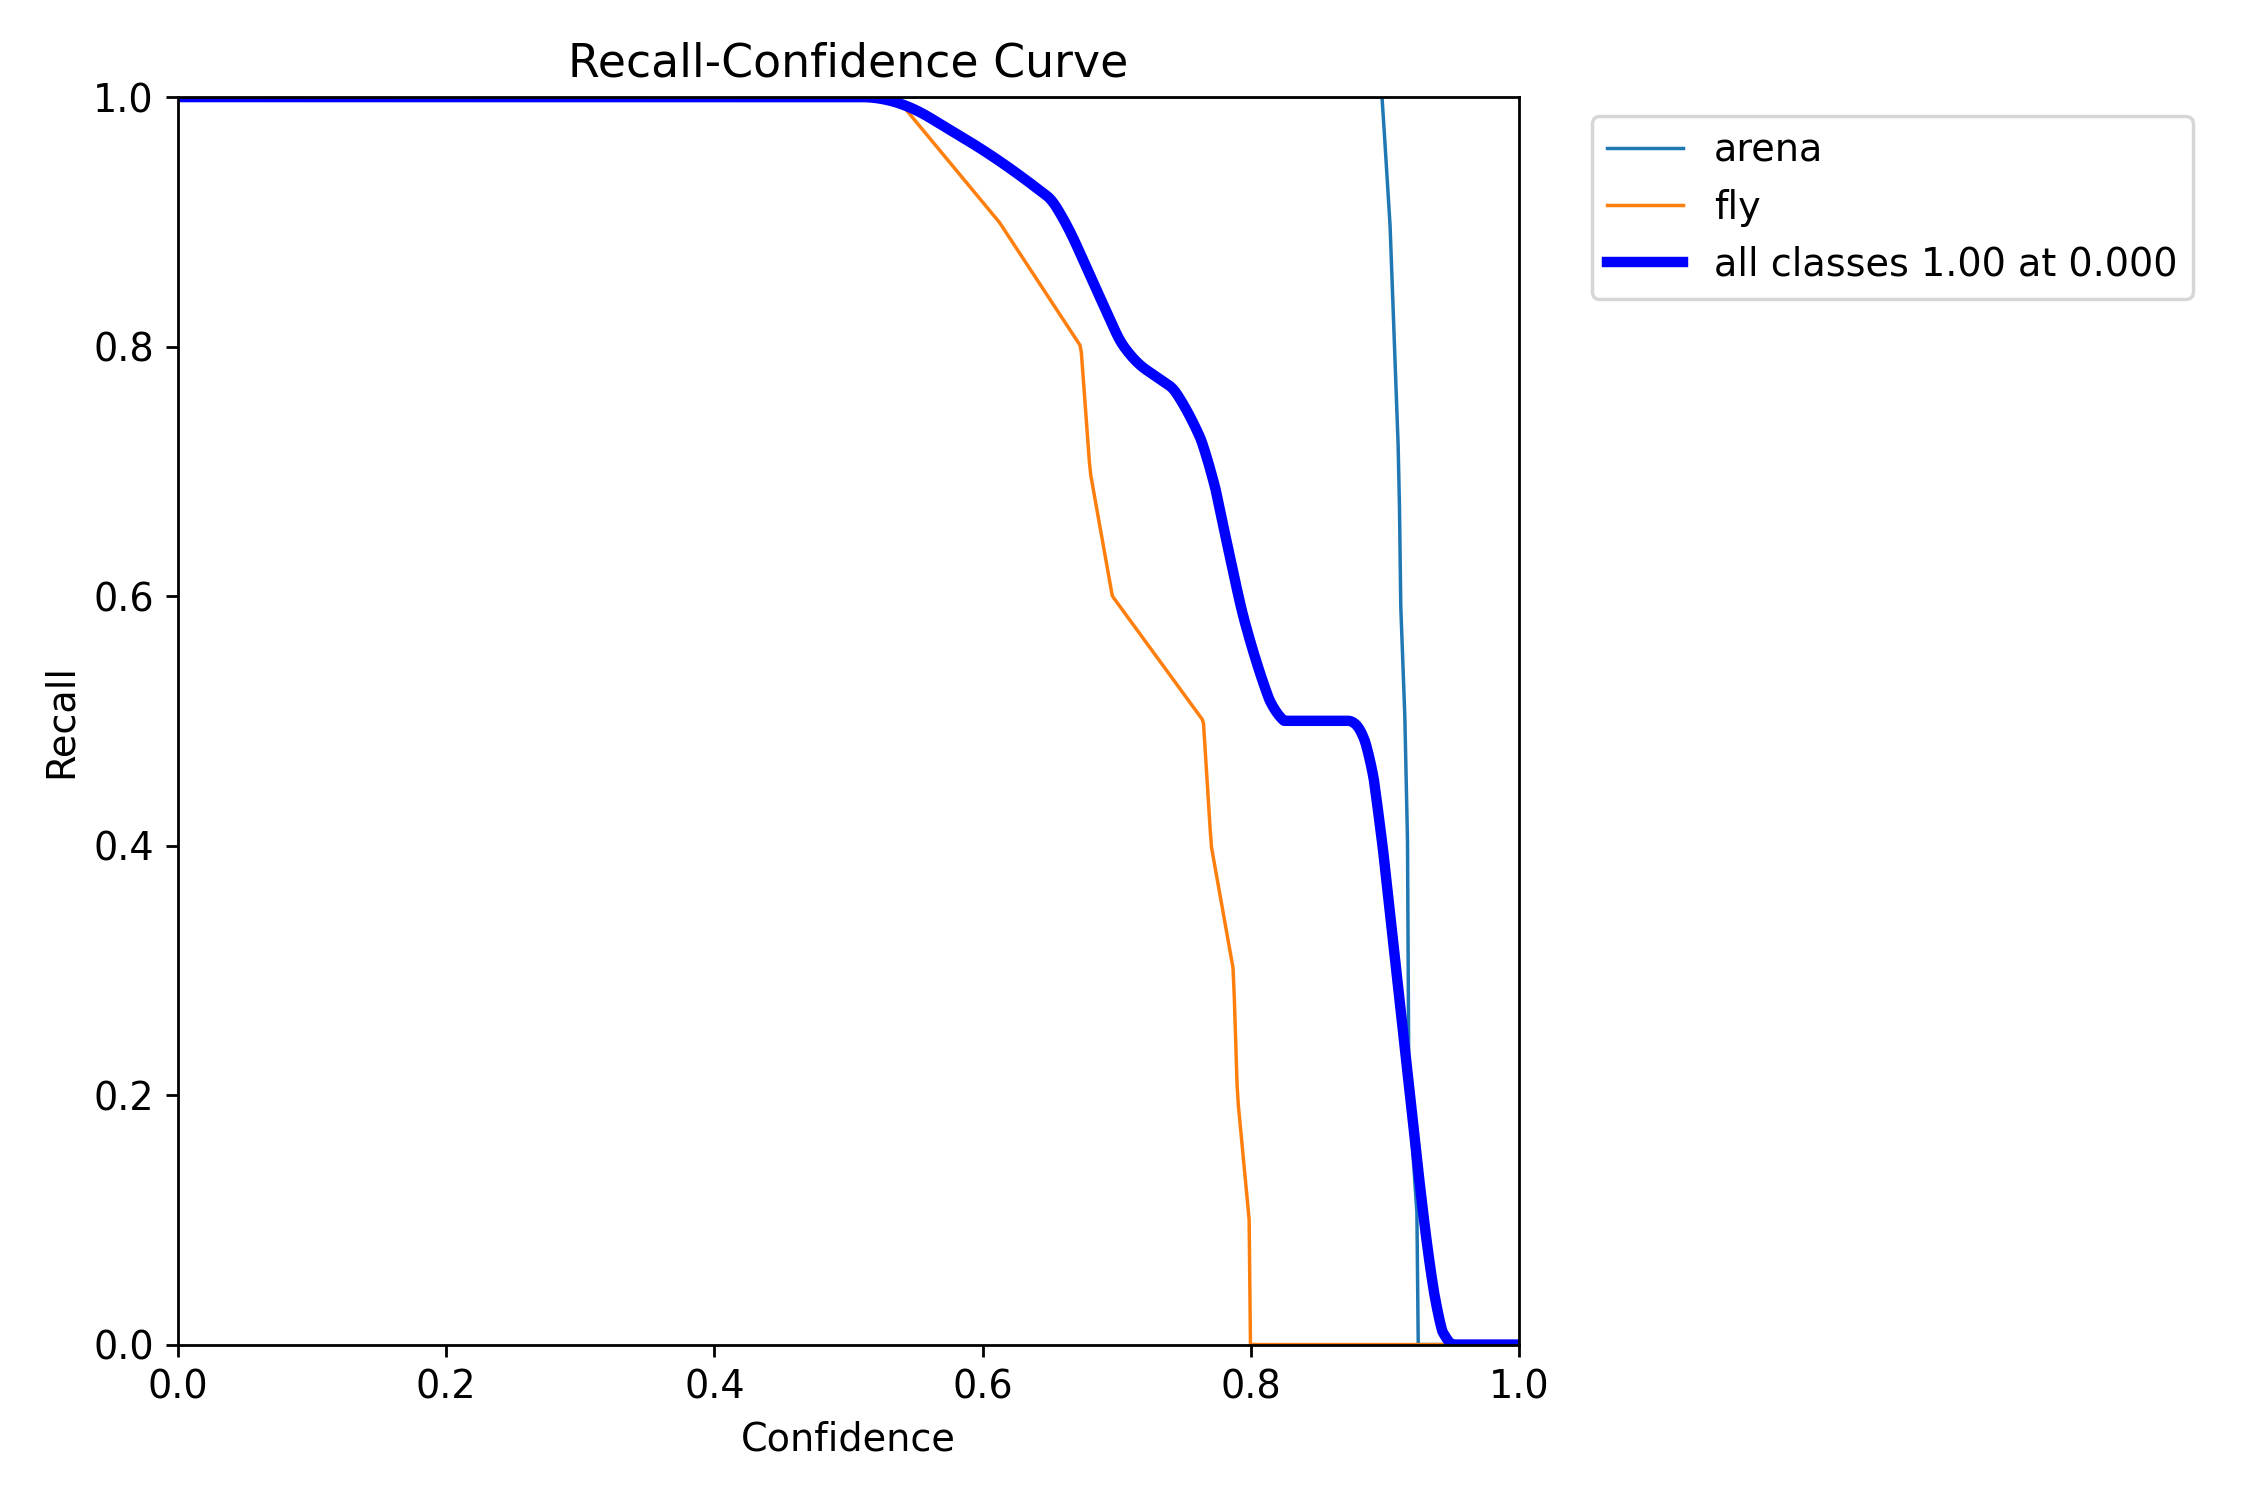 Recall-Confidence Curve
1.0
0.8
0.6
0.4
0.2
0.0
Recall
0.0 0.2 0.4 0.6 0.8 1.0
Confidence
arena
fly
all classes 1.00 at 0.000